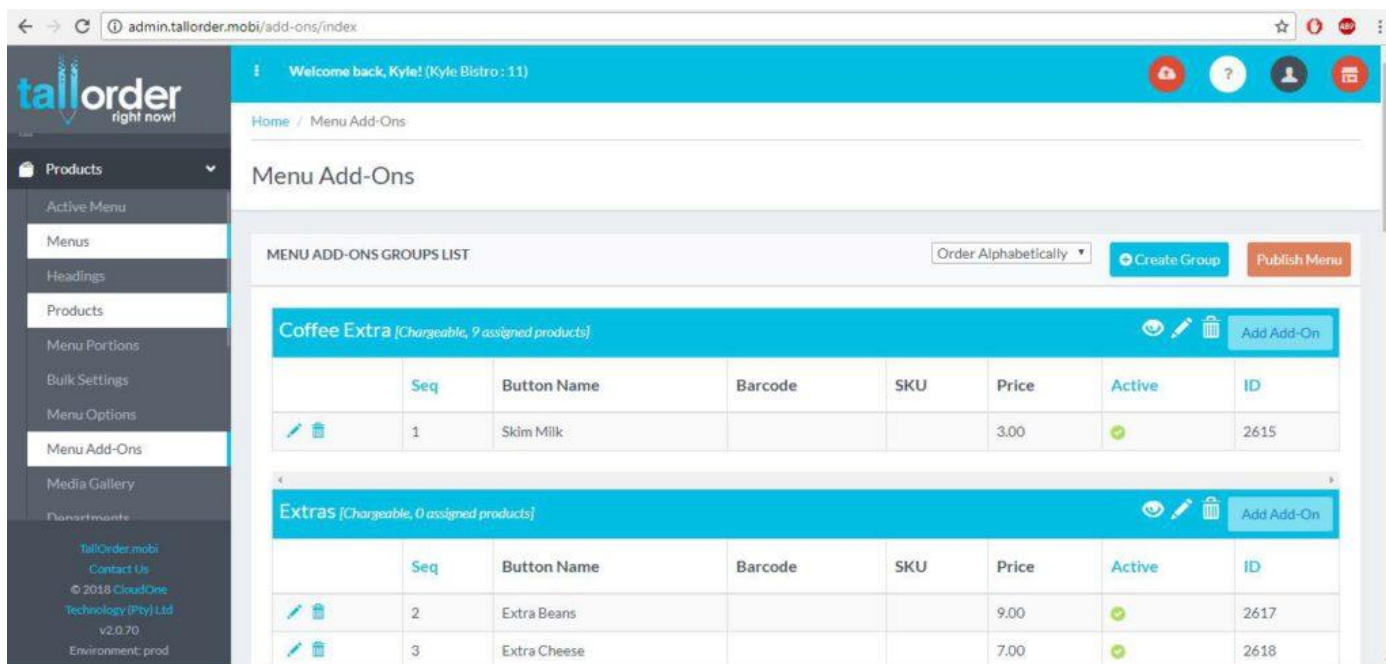 admin.tallorder.mobi/add-ons/index
ABP
tallorder
right now!
Welcome back, Kyle! (Kyle Bistro : 11)
?
Home / Menu Add-Ons
Menu Add-Ons
Products
Active Menu
Menus
Headings
Products
Menu Portions
Bulk Settings
Menu Options
Menu Add-Ons
Media Gallery
Departments
TallOrder.mobi
Contact Us
© 2018 CloudOne
Technology (Pty) Ltd
v2.0.70
Environment: prod
MENU ADD-ONS GROUPS LIST
Order Alphabetically
Create Group
Publish Menu
Coffee Extra [Chargeable, 9 assigned products]
Add Add-On
Seq Button Name Barcode SKU Price Active ID
1 Skim Milk 3.00 2615
Extras [Chargeable, 0 assigned products]
Add Add-On
Seq Button Name Barcode SKU Price Active ID
2 Extra Beans 9.00 2617
3 Extra Cheese 7.00 2618